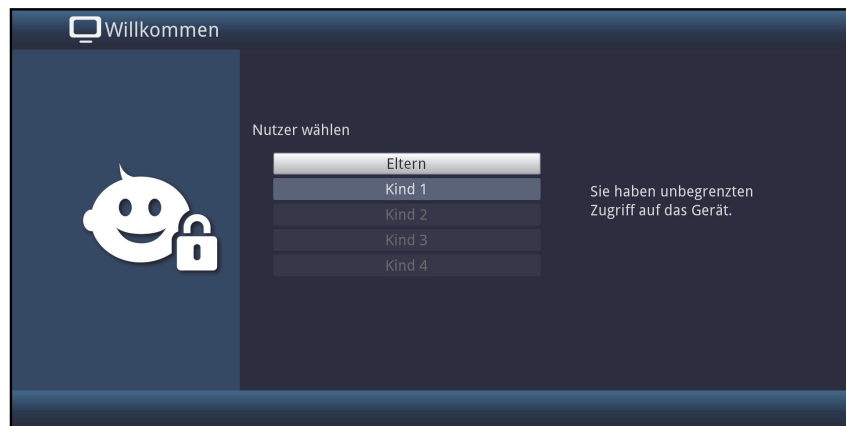 Willkommen
Nutzer wählen
Eltern
Kind 1
Kind 2
Kind 3
Kind 4
Sie haben unbegrenzten
Zugriff auf das Gerät.